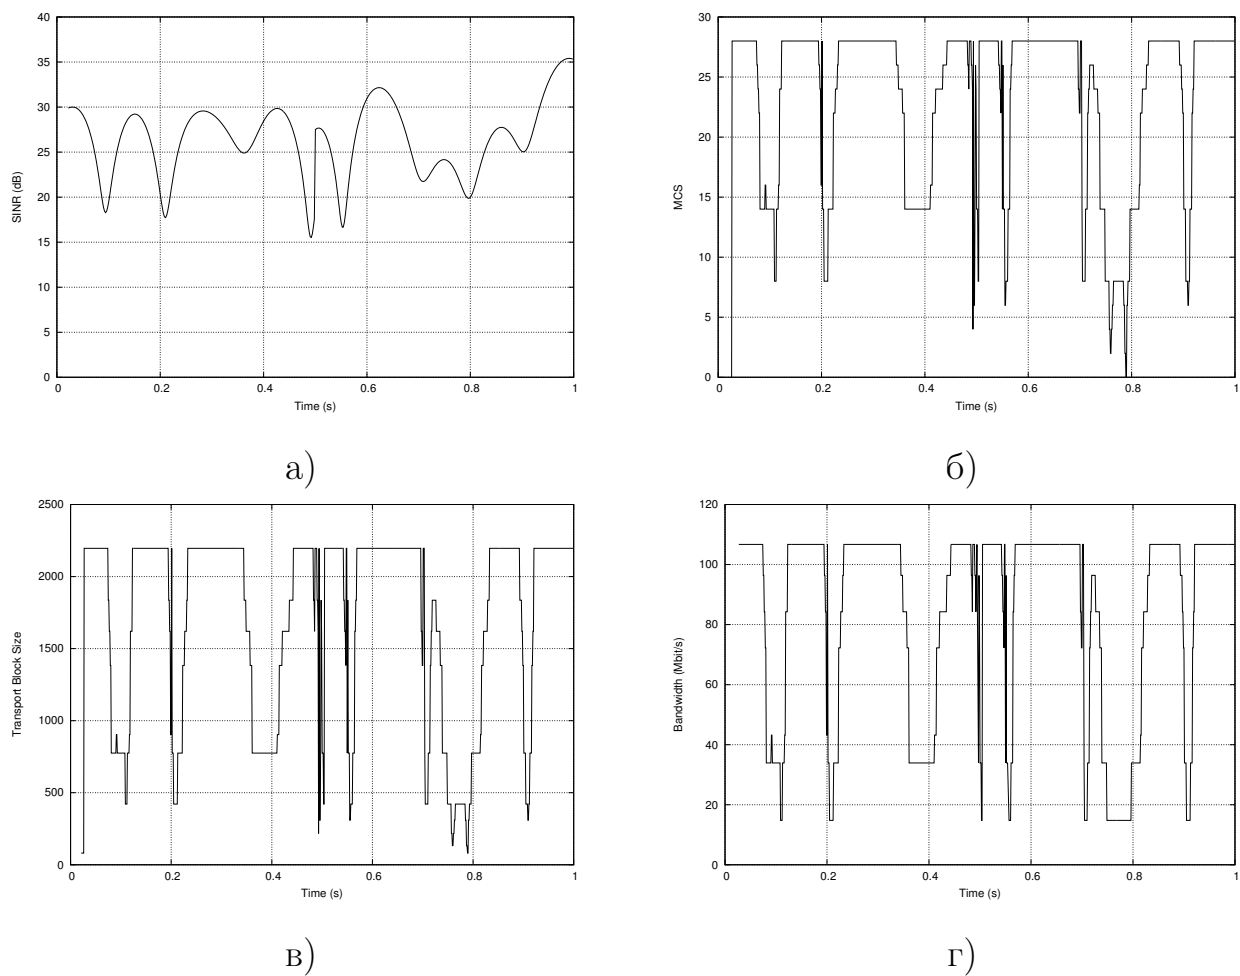 40
35
30
25
20
15
10
5
0
SINR (dB)
0 0.2 0.4 0.6 0.8 1
Time (s)
а)
30
25
20
15
10
5
0
MCS
0 0.2 0.4 0.6 0.8 1
Time (s)
б)
2500
2000
1500
1000
500
0
Transport Block Size
0 0.2 0.4 0.6 0.8 1
Time (s)
в)
120
100
80
60
40
20
0
Bandwidth (Mbit/s)
0 0.2 0.4 0.6 0.8 1
Time (s)
г)